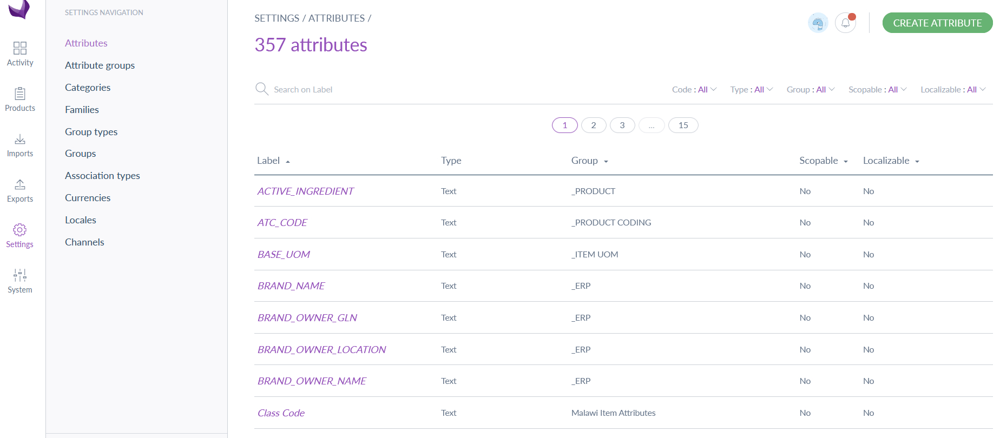 SETTINGS NAVIGATION
Attributes
Attribute groups
Categories
Families
Group types
Groups
Association types
Currencies
Locales
Channels
Activity
Products
Imports
Exports
Settings
System
SETTINGS / ATTRIBUTES /
357 attributes
CREATE ATTRIBUTE
Search on Label
Code : All Type : All Group : All Scopable : All Localizable : All
1 2 3 ... 15
Label Type Group Scopable Localizable
ACTIVE_INGREDIENT Text _PRODUCT No No
ATC_CODE Text _PRODUCT CODING No No
BASE_UOM Text _ITEM UOM No No
BRAND_NAME Text _ERP No No
BRAND_OWNER_GLN Text _ERP No No
BRAND_OWNER_LOCATION Text _ERP No No
BRAND_OWNER_NAME Text _ERP No No
Class Code Text Malawi Item Attributes No No